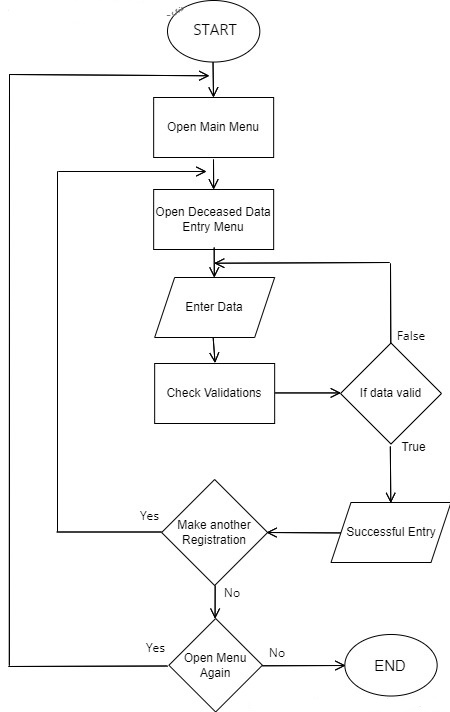 START
Open Main Menu
Open Deceased Data
Entry Menu
Enter Data
False
Check Validations
If data valid
True
Yes
Make another
Registration
Successful Entry
No
Yes
Open Menu
Again
No
END